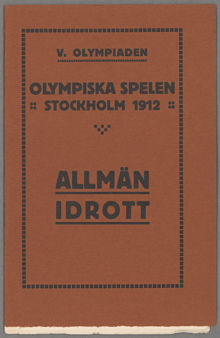 V. OLYMPIADEN
OLYMPISKA SPELEN
:: STOCKHOLM 1912 ::
ALLMÄN
IDROTT